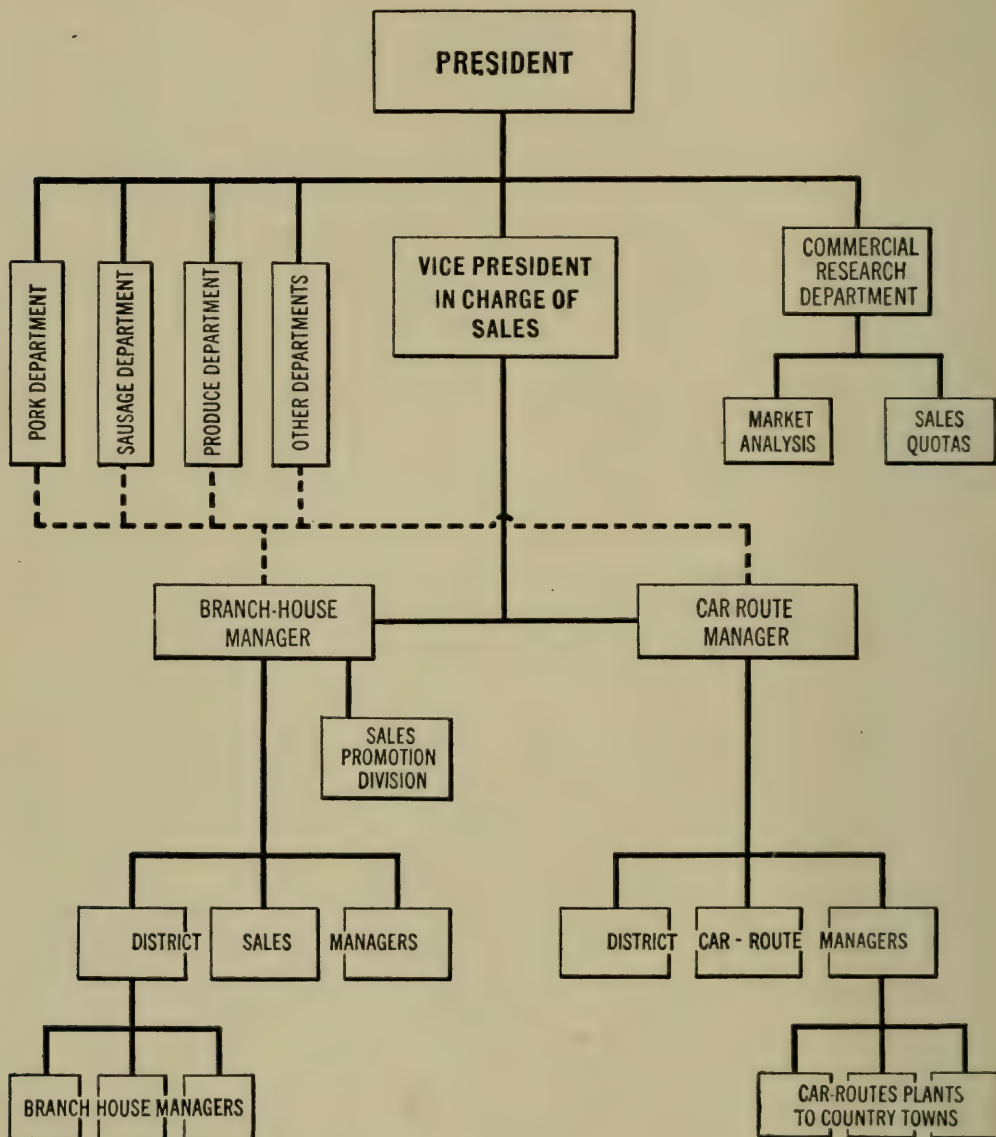 PRESIDENT
PORK DEPARTMENT
SAUSAGE DEPARTMENT
PRODUCE DEPARTMENT
OTHER DEPARTMENTS
VICE PRESIDENT
IN CHARGE OF
SALES
COMMERCIAL
RESEARCH
DEPARTMENT
MARKET
ANALYSIS
SALES
QUOTAS
BRANCH-HOUSE
MANAGER
CAR ROUTE
MANAGER
SALES
PROMOTION
DIVISION
DISTRICT SALES MANAGERS
DISTRICT CAR-ROUTE MANAGERS
BRANCH HOUSE MANAGERS
CAR-ROUTES PLANTS
TO COUNTRY TOWNS